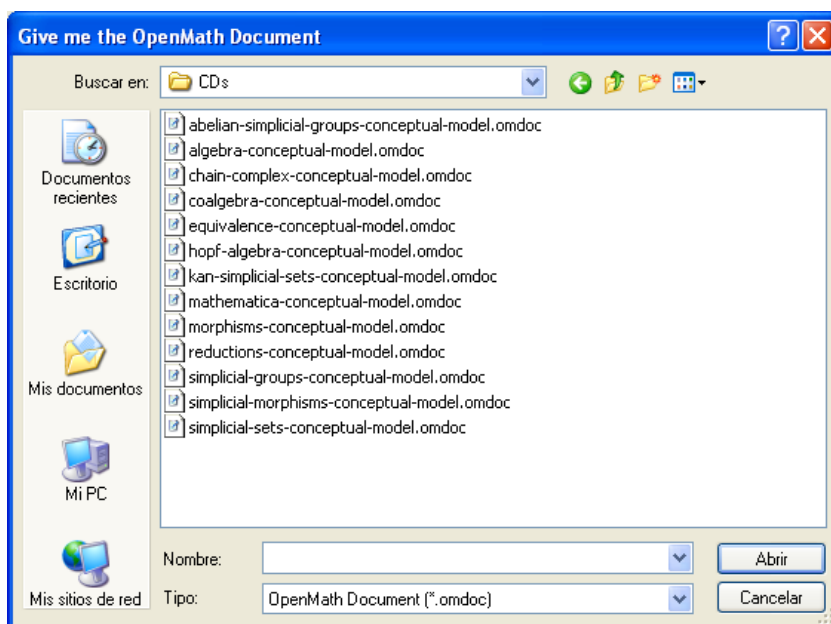 Give me the OpenMath Document
Buscar en: CDs
Documentos
recientes
Escritorio
Mis documentos
Mi PC
Mis sitios de red
abelian-simplicial-groups-conceptual-model.omdoc
algebra-conceptual-model.omdoc
chain-complex-conceptual-model.omdoc
coalgebra-conceptual-model.omdoc
equivalence-conceptual-model.omdoc
hopf-algebra-conceptual-model.omdoc
kan-simplicial-sets-conceptual-model.omdoc
mathematica-conceptual-model.omdoc
morphisms-conceptual-model.omdoc
reductions-conceptual-model.omdoc
simplicial-groups-conceptual-model.omdoc
simplicial-morphisms-conceptual-model.omdoc
simplicial-sets-conceptual-model.omdoc
Nombre: Abrir
Tipo: OpenMath Document (*.omdoc) Cancelar